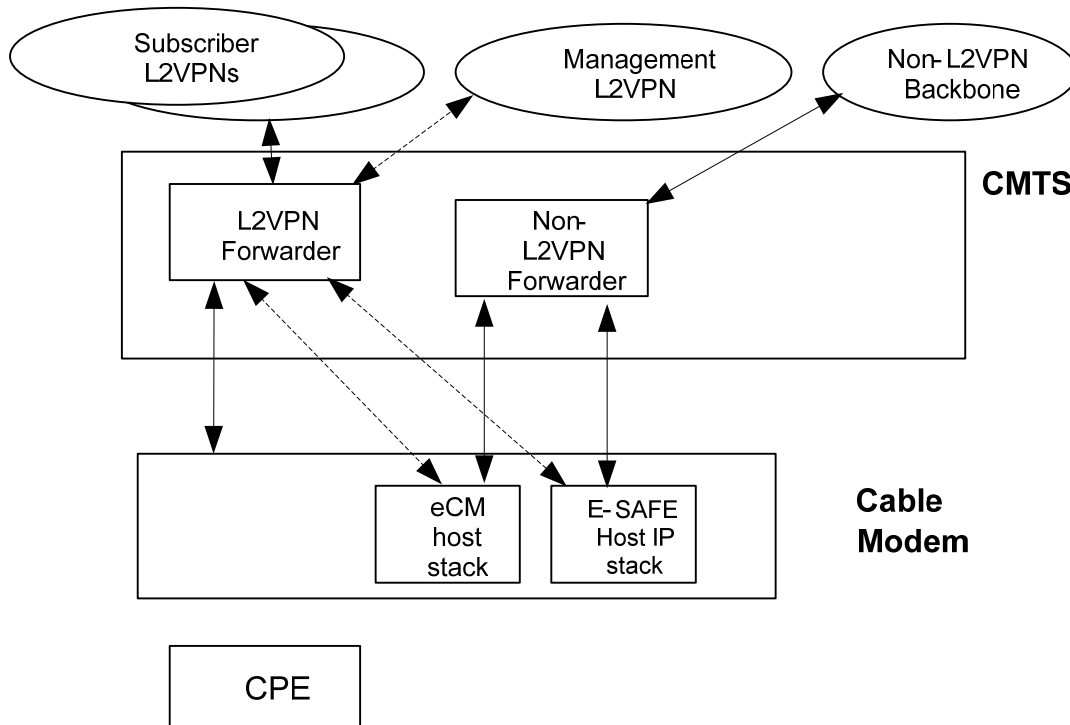 Subscriber
L2VPNs
Management
L2VPN
Non-L2VPN
Backbone
CMTS
L2VPN
Forwarder
Non-
L2VPN
Forwarder
eCM
host
stack
E-SAFE
Host IP
stack
Cable
Modem
CPE